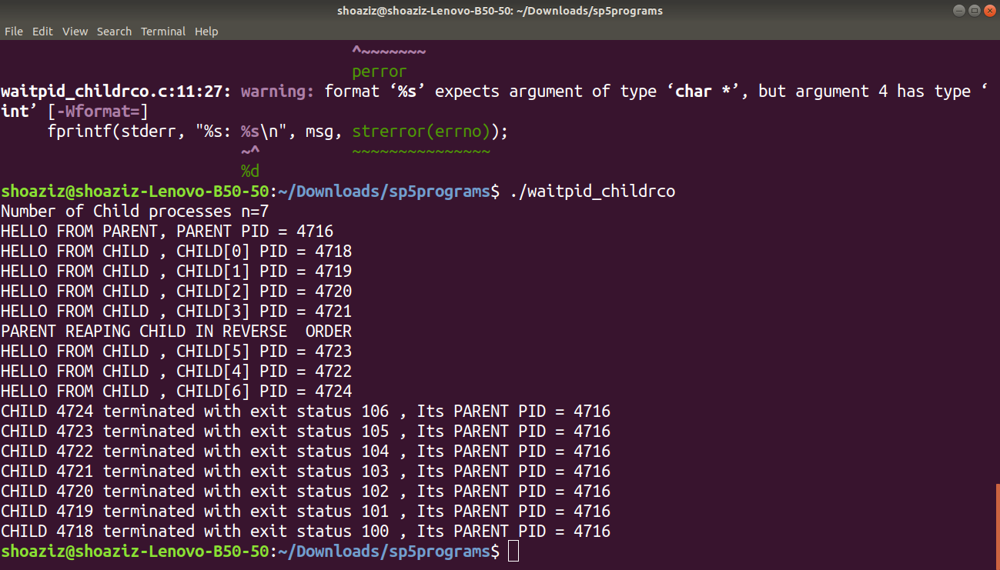 shoaziz@shoaziz-Lenovo-B50-50: ~/Downloads/sp5programs
File Edit View Search Terminal Help
^~~~~~~~
perror
waitpid_childrco.c:11:27: warning: format ‘%s’ expects argument of type ‘char *’, but argument 4 has type ‘
int’ [-Wformat=]
fprintf(stderr, "%s: %s\n", msg, strerror(errno));
~^ ~~~~~~~~~~~~~~~
%d
shoaziz@shoaziz-Lenovo-B50-50:~/Downloads/sp5programs$ ./waitpid_childrco
Number of Child processes n=7
HELLO FROM PARENT, PARENT PID = 4716
HELLO FROM CHILD , CHILD[0] PID = 4718
HELLO FROM CHILD , CHILD[1] PID = 4719
HELLO FROM CHILD , CHILD[2] PID = 4720
HELLO FROM CHILD , CHILD[3] PID = 4721
PARENT REAPING CHILD IN REVERSE  ORDER
HELLO FROM CHILD , CHILD[5] PID = 4723
HELLO FROM CHILD , CHILD[4] PID = 4722
HELLO FROM CHILD , CHILD[6] PID = 4724
CHILD 4724 terminated with exit status 106 , Its PARENT PID = 4716
CHILD 4723 terminated with exit status 105 , Its PARENT PID = 4716
CHILD 4722 terminated with exit status 104 , Its PARENT PID = 4716
CHILD 4721 terminated with exit status 103 , Its PARENT PID = 4716
CHILD 4720 terminated with exit status 102 , Its PARENT PID = 4716
CHILD 4719 terminated with exit status 101 , Its PARENT PID = 4716
CHILD 4718 terminated with exit status 100 , Its PARENT PID = 4716
shoaziz@shoaziz-Lenovo-B50-50:~/Downloads/sp5programs$